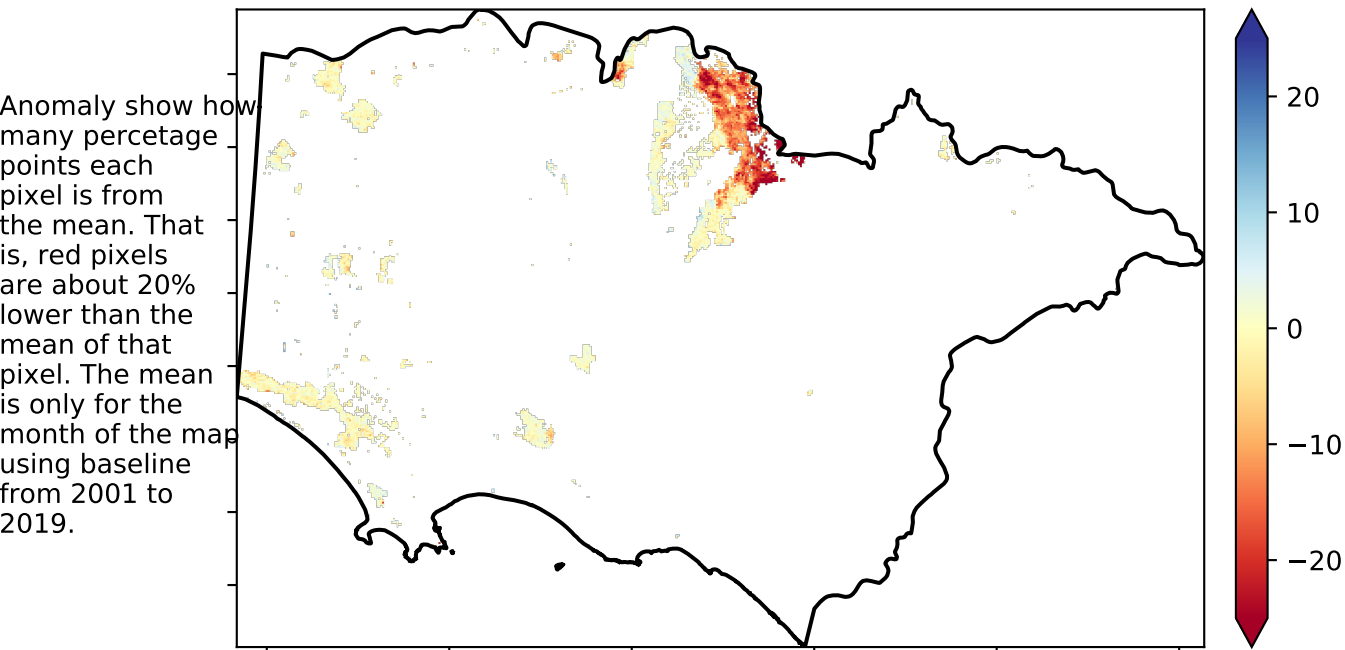 Anomaly show how
many percetage
points each
pixel is from
the mean. That
is, red pixels
are about 20%
lower than the
mean of that
pixel. The mean
is only for the
month of the map
using baseline
from 2001 to
2019.
20
10
0
−10
−20